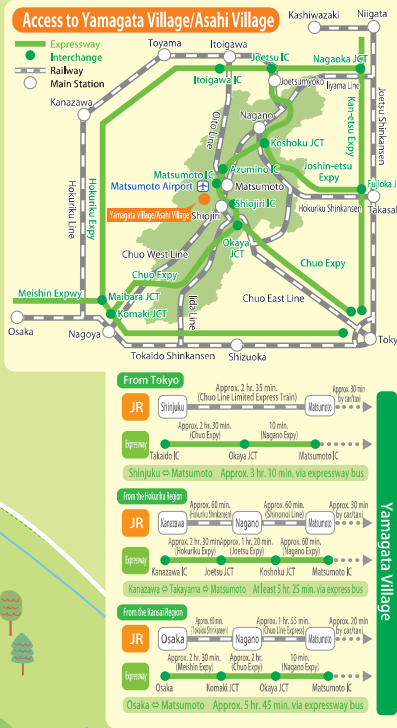 Access to Yamagata Village/Asahi Village
Expressway
Interchange
Railway
Main Station
Kashiwazaki
Niigata
Toyama
Itoigawa
Joetsu IC
Nagaoka JCT
Itoigawa IC
Joetsumyoko
Iiyama Line
Kanazawa
Oito Line
Nagano
Kan-etsu Expy
Joetsu Shinkansen
Koshoku JCT
Azumino IC
Joshin-etsu
Expy
Matsumoto IC
Matsumoto Airport
Matsumoto
Fujioka J
Shiojiri IC
Hokuriku Shinkansen
Takasa
Yamagata Village/Asahi Village
Shiojiri
Hokuriku Line
Hokuriku Expy
Okaya
JCT
Chuo West Line
Chuo Expy
Chuo Expy
Meishin Expwy
Maibara JCT
Komaki JCT
Iida Line
Chuo East Line
Osaka
Nagoya
Toky
Tokaido Shinkansen
Shizuoka
From Tokyo
JR
Shinjuku
Approx. 2 hr. 35 min.
(Chuo Line Limited Express Train)
Matsumoto
Approx. 30 min
by car/taxi
Expressway
Approx. 2 hr. 30 min.
(Chuo Expy)
10 min.
(Nagano Expy)
Takaido IC
Okaya JCT
Matsumoto IC
Shinjuku ⇔ Matsumoto Approx. 3 hr. 10 min. via expressway bus
From the Hokuriku Region
JR
Kanazawa
Approx. 60 min.
(Hokuriku Shinkansen)
Nagano
Approx. 60 min.
(Shinonoi Line)
Matsumoto
Approx. 30 min
by car/taxi
Expressway
Approx. 2 hr. 30 min
(Hokuriku Expy)
Approx. 1 hr. 20 min.
(Joetsu Expy)
Approx. 60 min.
(Nagano Expy)
Kanazawa IC
Joetsu JCT
Koshoku JCT
Matsumoto IC
Kanazawa ⇔ Takayama ⇔ Matsumoto At least 5 hr. 25 min. via express bus
From the Kansai Region
JR
Osaka
Aprx. 60 min.
(Tokaido Shinkansen)
Nagano
Approx. 1 hr. 55 min.
(Chuo Line Express)
Matsumoto
Approx. 20 min
by car/taxi
Expressway
Approx. 2 hr. 30 min.
(Meishin Expy)
Approx. 2 hr.
(Chuo Expy)
10 min.
(Nagano Expy)
Osaka
Komaki JCT
Okaya JCT
Matsumoto IC
Osaka ⇔ Matsumoto Approx. 5 hr. 45 min. via expressway bus
Yamagata Village